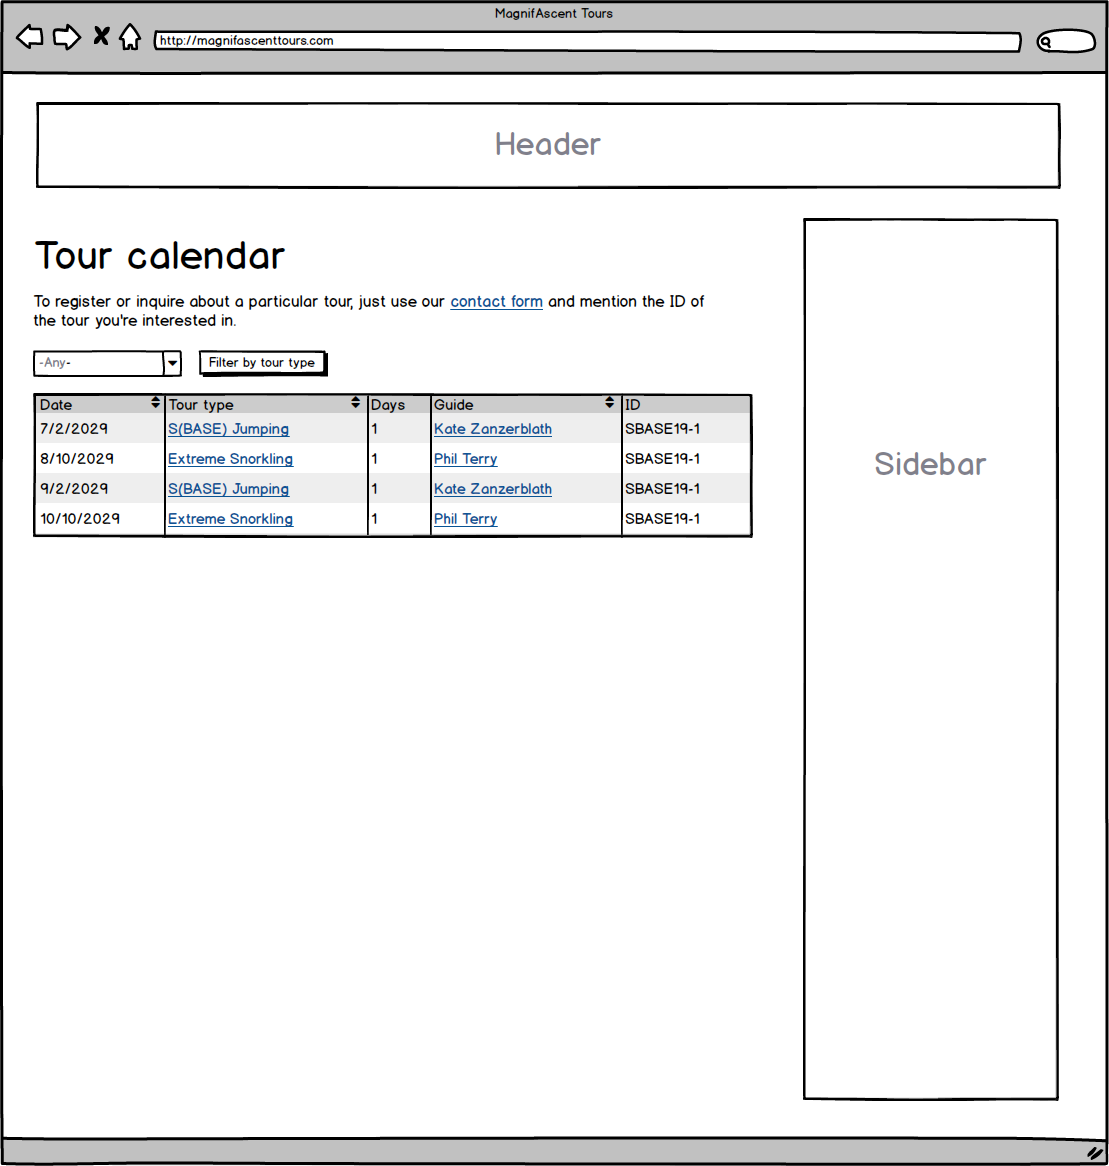 MagnifAscent Tours
http://magnifascenttours.com
Header
Tour calendar
To register or inquire about a particular tour, just use our contact form and mention the ID of
the tour you're interested in.
-Any- Filter by tour type
Date Tour type Days Guide ID
7/2/2029 S(BASE) Jumping 1 Kate Zanzerblath SBASE19-1
8/10/2029 Extreme Snorkling 1 Phil Terry SBASE19-1
9/2/2029 S(BASE) Jumping 1 Kate Zanzerblath SBASE19-1
10/10/2029 Extreme Snorkling 1 Phil Terry SBASE19-1
Sidebar